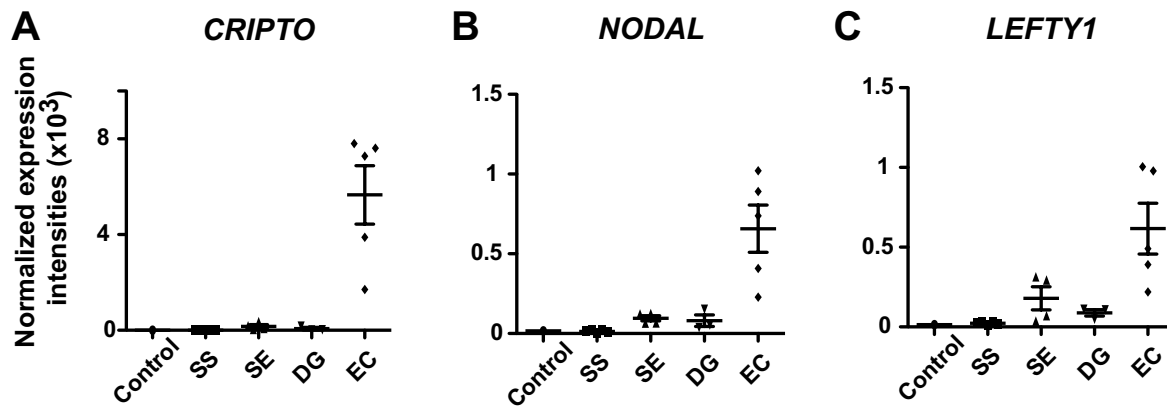 A CRIPTO
B NODAL
C LEFTY1
Normalized expression
intensities (x10³)
8
4
0
Control SS SE DG EC
1.5
1
0.5
0
Control SS SE DG EC
1.5
1
0.5
0
Control SS SE DG EC